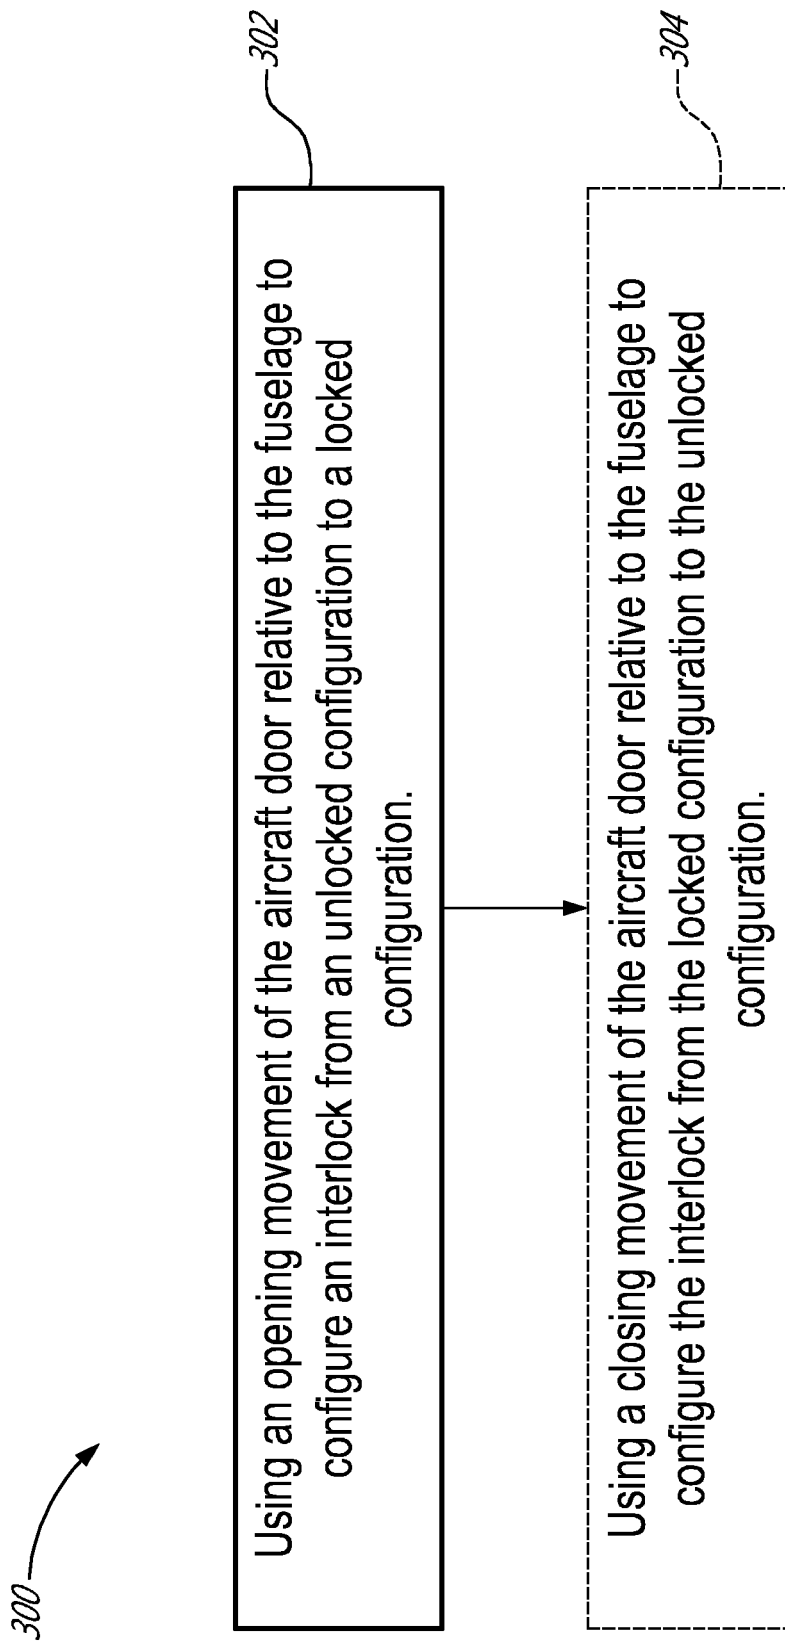 300
302
Using an opening movement of the aircraft door relative to the fuselage to
configure an interlock from an unlocked configuration to a locked
configuration.
304
Using a closing movement of the aircraft door relative to the fuselage to
configure the interlock from the locked configuration to the unlocked
configuration.